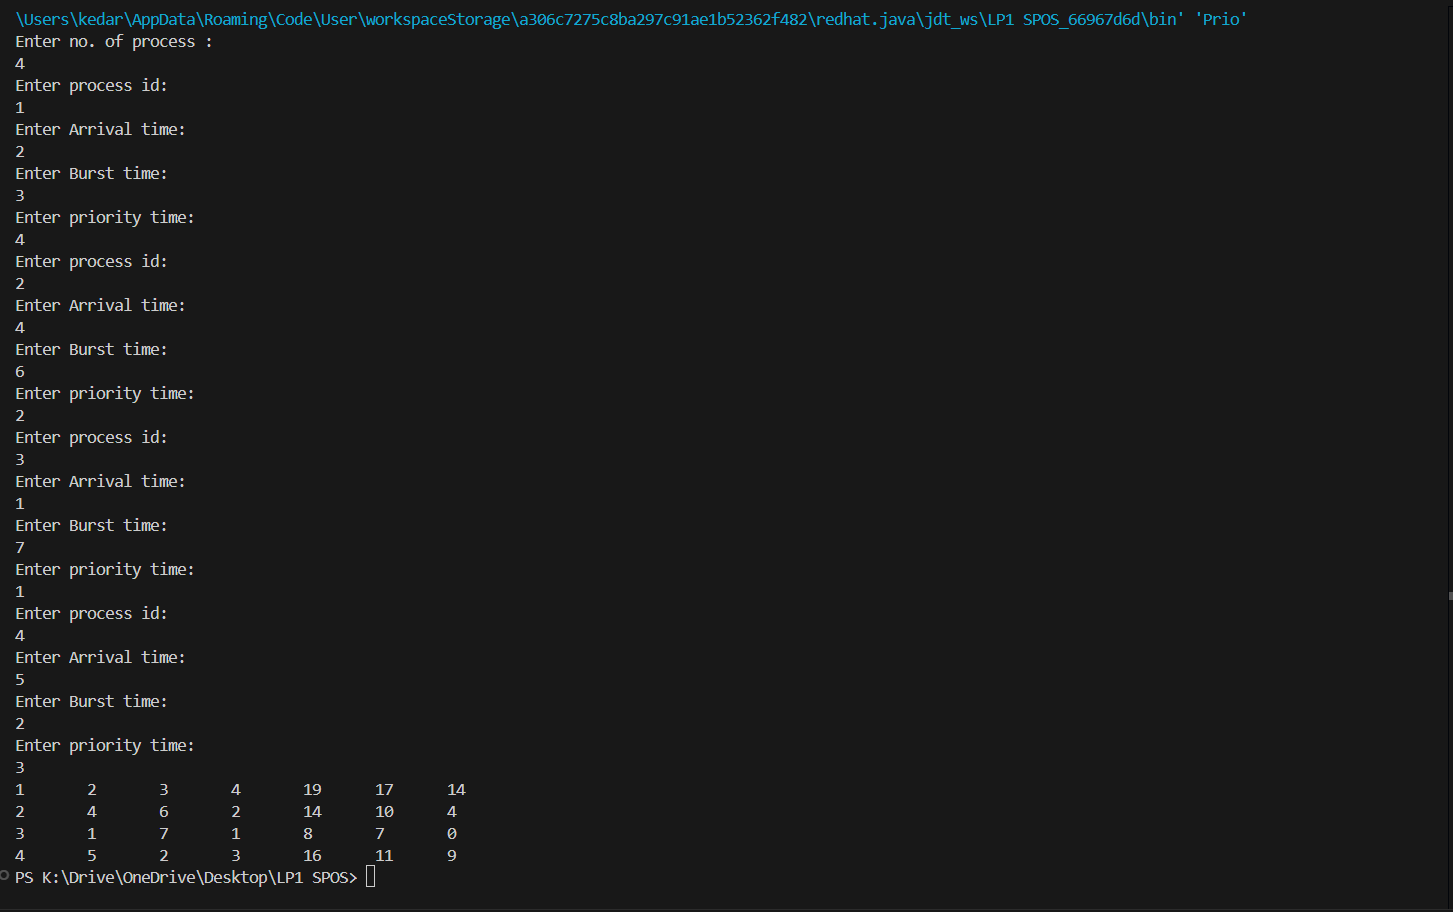 \Users\kedar\AppData\Roaming\Code\User\workspaceStorage\a306c7275c8ba297c91ae1b52362f482\redhat.java\jdt_ws\LP1 SPOS_66967d6d\bin' 'Prio'
Enter no. of process :
4
Enter process id:
1
Enter Arrival time:
2
Enter Burst time:
3
Enter priority time:
4
Enter process id:
2
Enter Arrival time:
4
Enter Burst time:
6
Enter priority time:
2
Enter process id:
3
Enter Arrival time:
1
Enter Burst time:
7
Enter priority time:
1
Enter process id:
4
Enter Arrival time:
5
Enter Burst time:
2
Enter priority time:
3
1 2 3 4 19 17 14
2 4 6 2 14 10 4
3 1 7 1 8 7 0
4 5 2 3 16 11 9
PS K:\Drive\OneDrive\Desktop\LP1 SPOS>